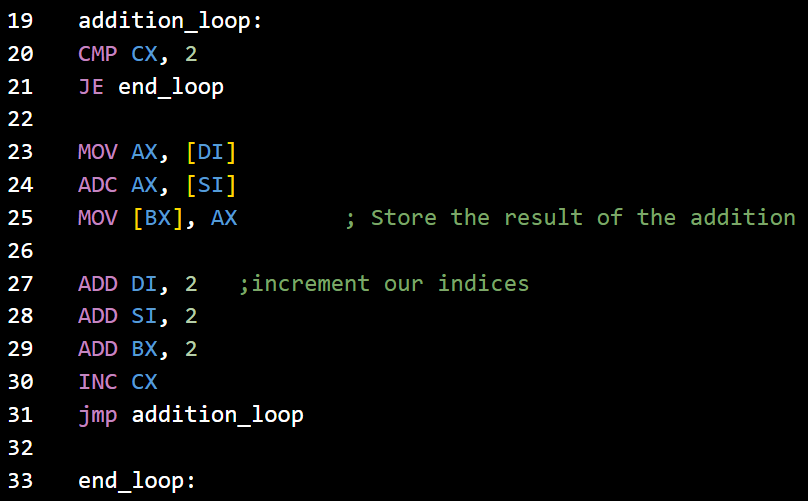 19 addition_loop:
20 CMP CX, 2
21 JE end_loop
22
23 MOV AX, [DI]
24 ADC AX, [SI]
25 MOV [BX], AX ; Store the result of the addition
26
27 ADD DI, 2 ;increment our indices
28 ADD SI, 2
29 ADD BX, 2
30 INC CX
31 jmp addition_loop
32
33 end_loop: